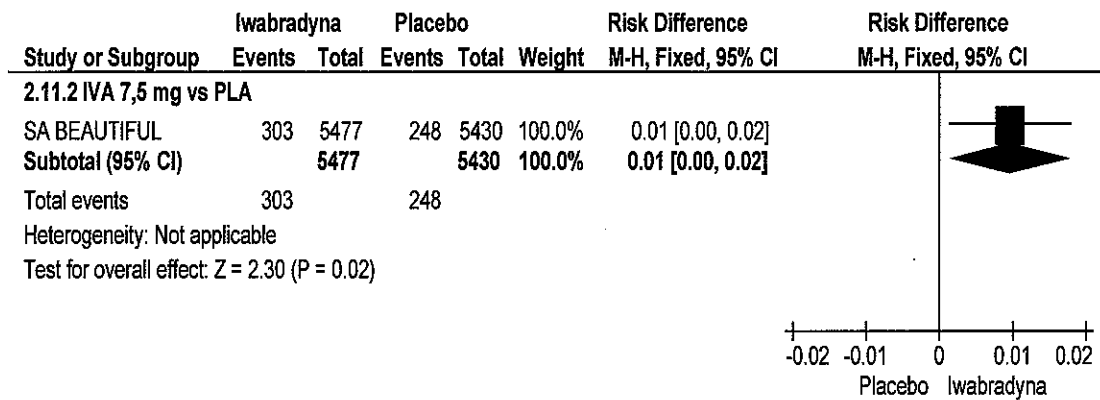 Iwabradyna Placebo Risk Difference Risk Difference
Study or Subgroup Events Total Events Total Weight M-H, Fixed, 95% CI M-H, Fixed, 95% CI
2.11.2 IVA 7,5 mg vs PLA
SA BEAUTIFUL 303 5477 248 5430 100.0% 0.01 [0.00, 0.02]
Subtotal (95% CI) 5477 5430 100.0% 0.01 [0.00, 0.02]
Total events 303 248
Heterogeneity: Not applicable
Test for overall effect: Z = 2.30 (P = 0.02)
-0.02 -0.01 0 0.01 0.02
Placebo Iwabradyna